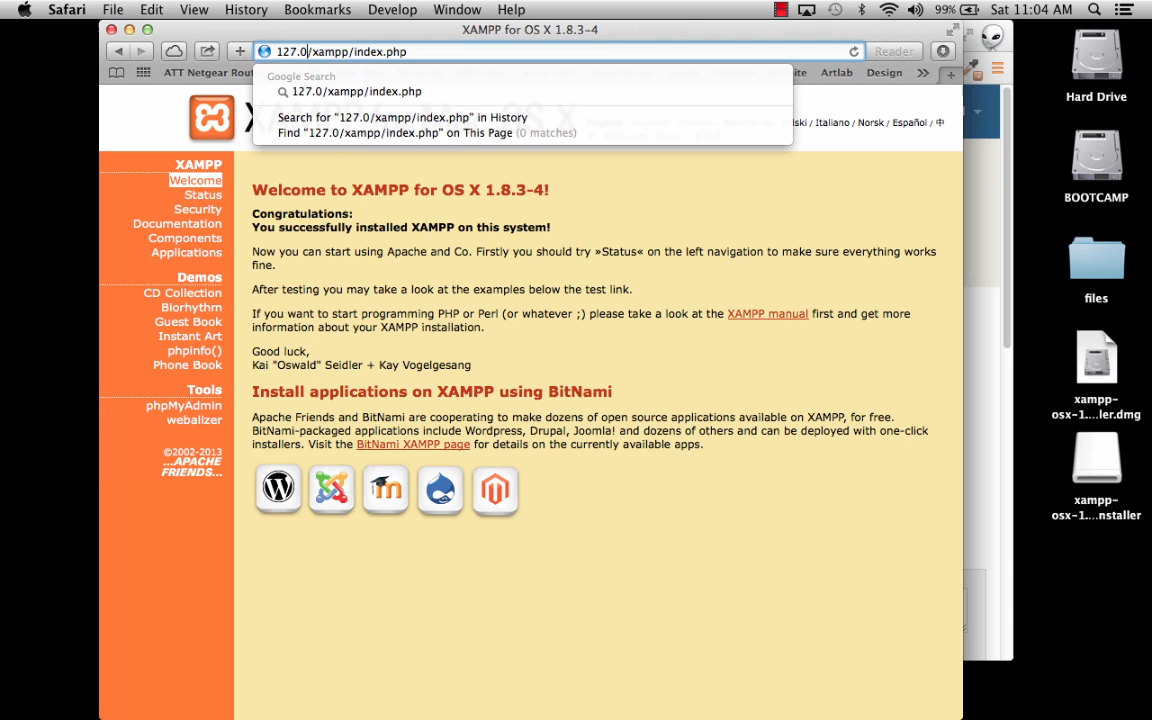 Safari File Edit View History Bookmarks Develop Window Help 99% Sat 11:04 AM
XAMPP for OS X 1.8.3-4
127.0/xampp/index.php Reader
ATT Netgear Rou ite Artlab Design
Google Search
127.0/xampp/index.php
Search for "127.0/xampp/index.php" in History
Find "127.0/xampp/index.php" on This Page (0 matches)
lski / Italiano / Norsk / Español / 中
XAMPP
Welcome
Status
Security
Documentation
Components
Applications
Demos
CD Collection
Biorhythm
Guest Book
Instant Art
phpinfo()
Phone Book
Tools
phpMyAdmin
webalizer
©2002-2013
...APACHE
FRIENDS...
Welcome to XAMPP for OS X 1.8.3-4!
Congratulations:
You successfully installed XAMPP on this system!
Now you can start using Apache and Co. Firstly you should try »Status« on the left navigation to make sure everything works
fine.
After testing you may take a look at the examples below the test link.
If you want to start programming PHP or Perl (or whatever ;) please take a look at the XAMPP manual first and get more
information about your XAMPP installation.
Good luck,
Kai "Oswald" Seidler + Kay Vogelgesang
Install applications on XAMPP using BitNami
Apache Friends and BitNami are cooperating to make dozens of open source applications available on XAMPP, for free.
BitNami-packaged applications include Wordpress, Drupal, Joomla! and dozens of others and can be deployed with one-click
installers. Visit the BitNami XAMPP page for details on the currently available apps.
Hard Drive
BOOTCAMP
files
xampp-
osx-1....ler.dmg
xampp-
osx-1....nstaller